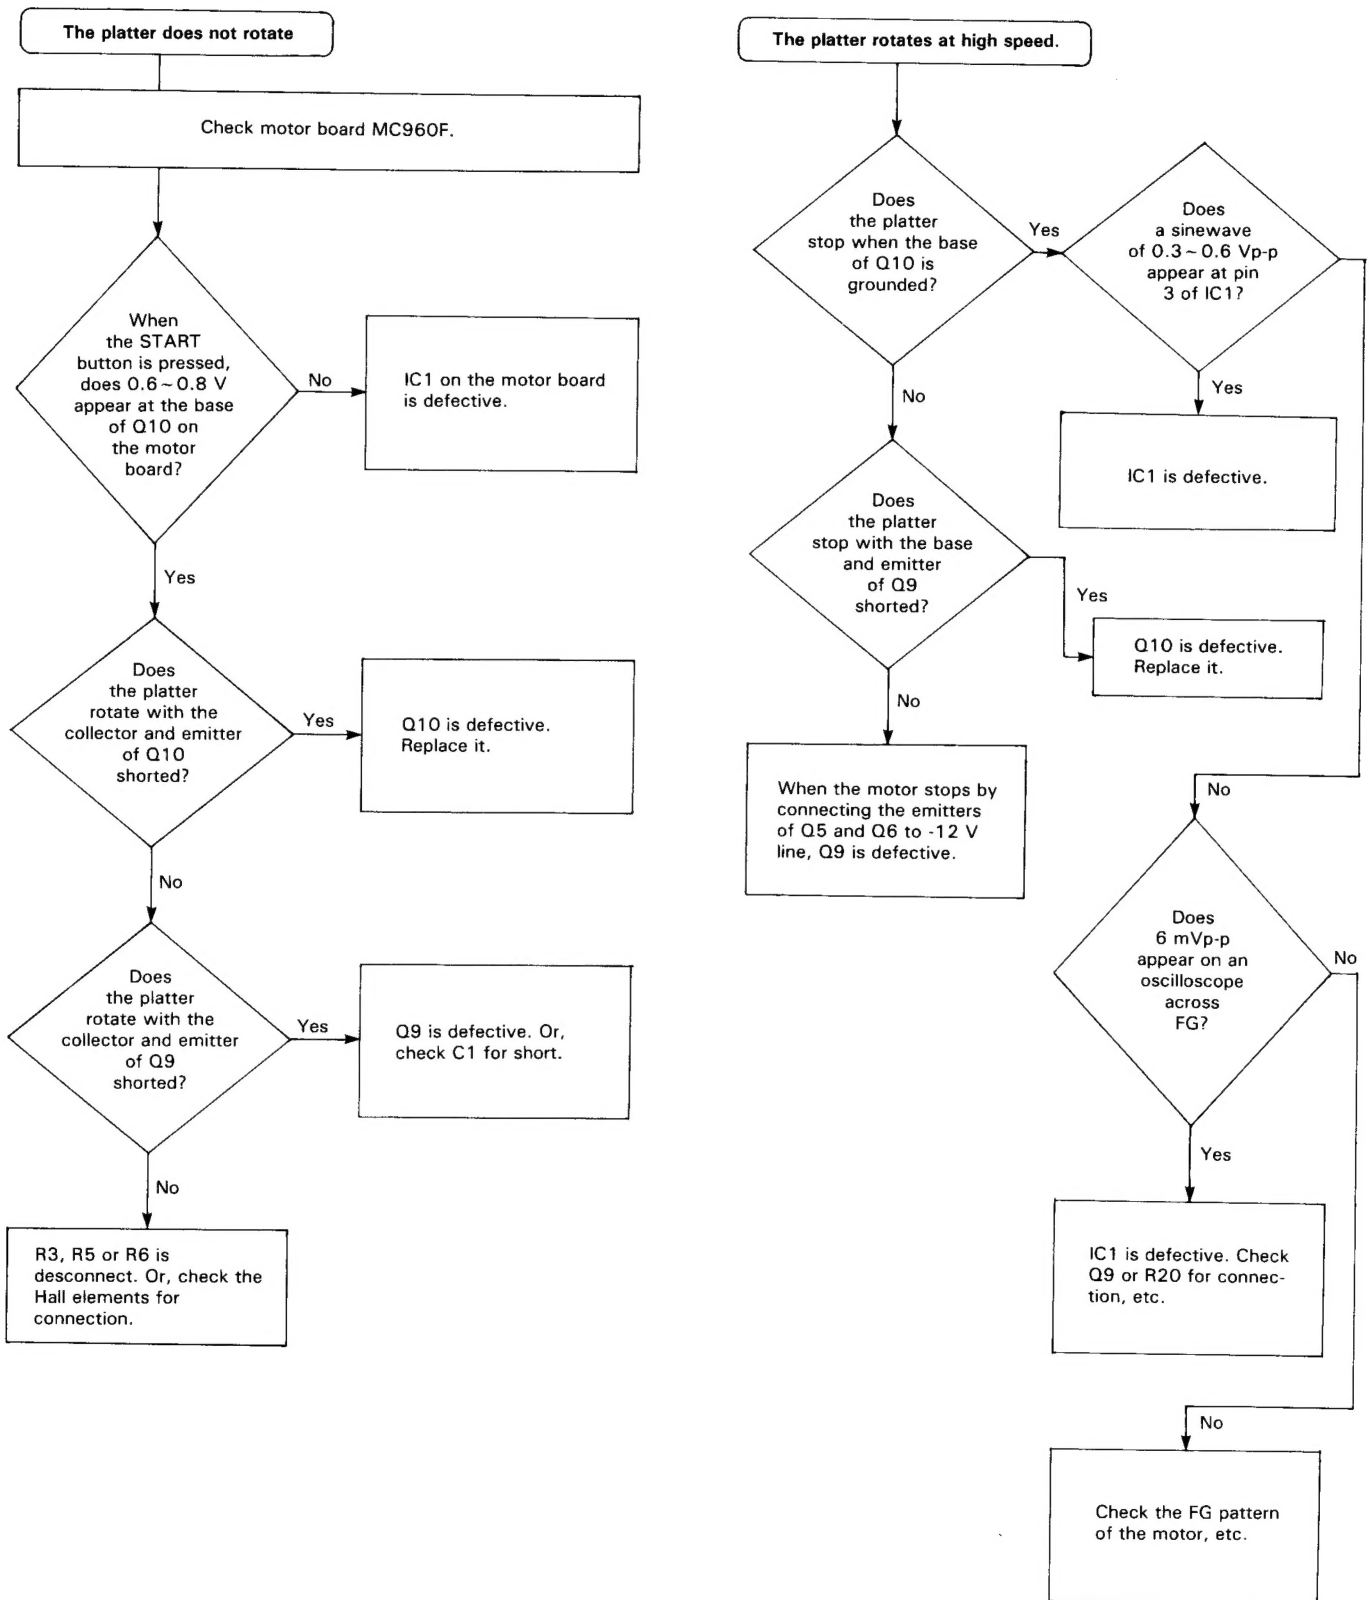 The platter does not rotate
Check motor board MC960F.
When
the START
button is pressed,
does 0.6~0.8 V
appear at the base
of Q10 on
the motor
board?
No
IC1 on the motor board
is defective.
Yes
Does
the platter
rotate with the
collector and emitter
of Q10
shorted?
Yes
Q10 is defective.
Replace it.
No
Does
the platter
rotate with the
collector and emitter
of Q9
shorted?
Yes
Q9 is defective. Or,
check C1 for short.
No
R3, R5 or R6 is
desconnect. Or, check the
Hall elements for
connection.
The platter rotates at high speed.
Does
the platter
stop when the base
of Q10 is
grounded?
Yes
Does
a sinewave
of 0.3~0.6 Vp-p
appear at pin
3 of IC1?
Yes
IC1 is defective.
No
Does
the platter
stop with the base
and emitter
of Q9
shorted?
Yes
Q10 is defective.
Replace it.
No
When the motor stops by
connecting the emitters
of Q5 and Q6 to -12 V
line, Q9 is defective.
No
Does
6 mVp-p
appear on an
oscilloscope
across
FG?
No
Yes
IC1 is defective. Check
Q9 or R20 for connec-
tion, etc.
No
Check the FG pattern
of the motor, etc.